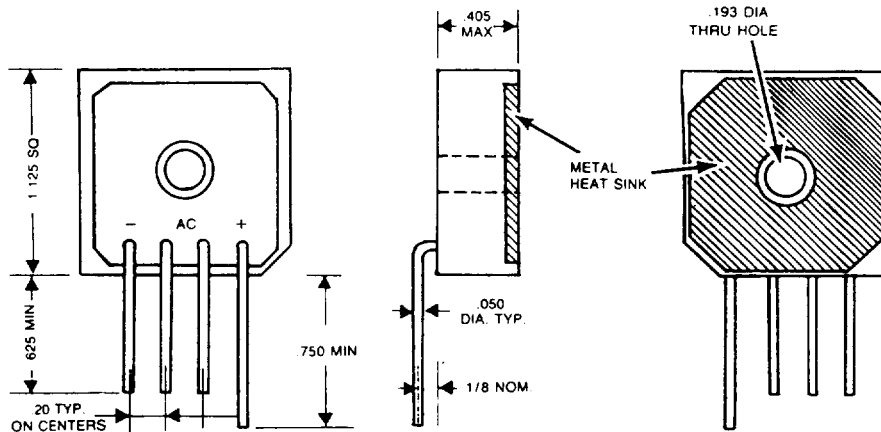 .405
MAX
.193 DIA
THRU HOLE
1 125 SQ
METAL
HEAT SINK
− AC +
.625 MIN
.750 MIN
.050
DIA. TYP.
1/8 NOM.
.20 TYP.
ON CENTERS